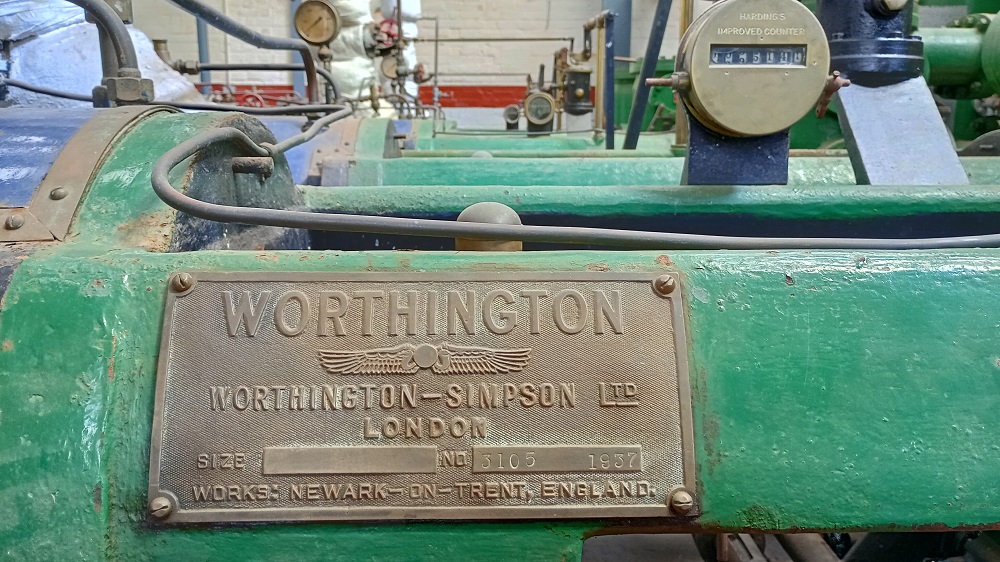 HARDING'S
IMPROVED COUNTER
WORTHINGTON
WORTHINGTON-SIMPSON LTD
LONDON
SIZE NO 3105 1937
WORKS: NEWARK-ON-TRENT, ENGLAND.